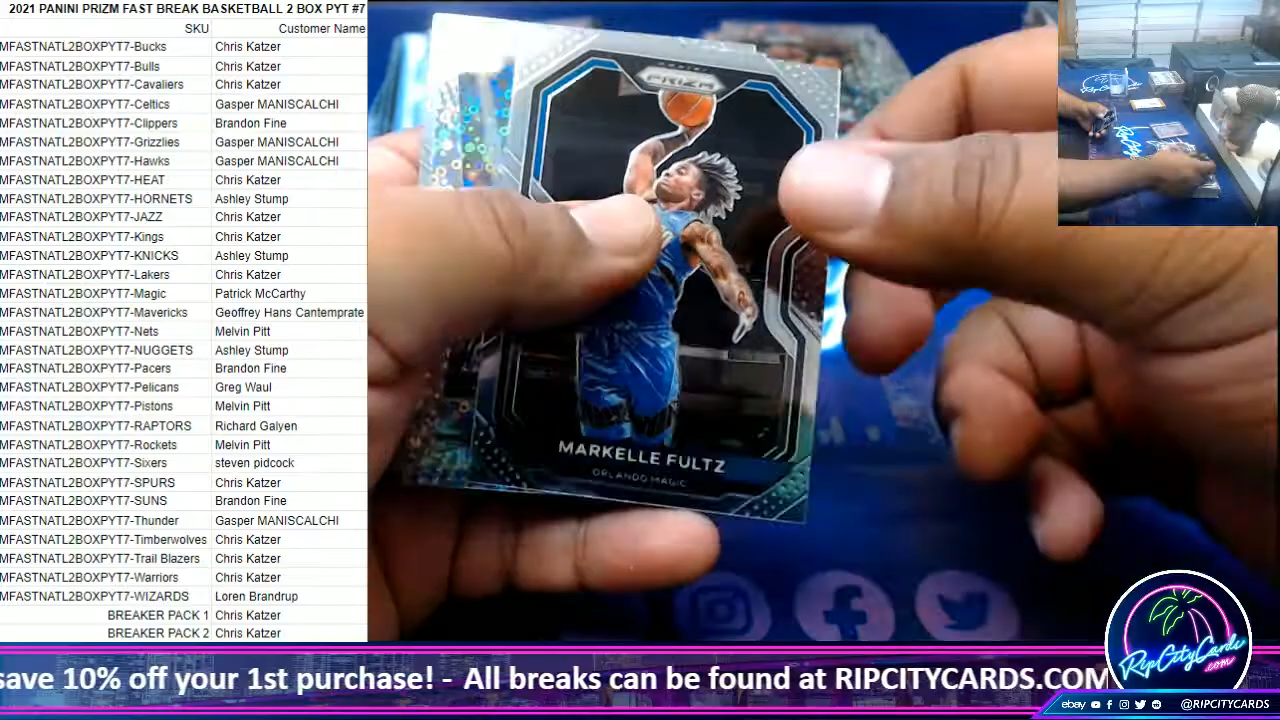 2021 PANINI PRIZM FAST BREAK BASKETBALL 2 BOX PYT #7
SKU Customer Name
MFASTNATL2BOXPYT7-Bucks Chris Katzer
MFASTNATL2BOXPYT7-Bulls Chris Katzer
MFASTNATL2BOXPYT7-Cavaliers Chris Katzer
MFASTNATL2BOXPYT7-Celtics Gasper MANISCALCHI
MFASTNATL2BOXPYT7-Clippers Brandon Fine
MFASTNATL2BOXPYT7-Grizzlies Gasper MANISCALCHI
MFASTNATL2BOXPYT7-Hawks Gasper MANISCALCHI
MFASTNATL2BOXPYT7-HEAT Chris Katzer
MFASTNATL2BOXPYT7-HORNETS Ashley Stump
MFASTNATL2BOXPYT7-JAZZ Chris Katzer
MFASTNATL2BOXPYT7-Kings Chris Katzer
MFASTNATL2BOXPYT7-KNICKS Ashley Stump
MFASTNATL2BOXPYT7-Lakers Chris Katzer
MFASTNATL2BOXPYT7-Magic Patrick McCarthy
MFASTNATL2BOXPYT7-Mavericks Geoffrey Hans Cantemprate
MFASTNATL2BOXPYT7-Nets Melvin Pitt
MFASTNATL2BOXPYT7-NUGGETS Ashley Stump
MFASTNATL2BOXPYT7-Pacers Brandon Fine
MFASTNATL2BOXPYT7-Pelicans Greg Waul
MFASTNATL2BOXPYT7-Pistons Melvin Pitt
MFASTNATL2BOXPYT7-RAPTORS Richard Galyen
MFASTNATL2BOXPYT7-Rockets Melvin Pitt
MFASTNATL2BOXPYT7-Sixers steven pidcock
MFASTNATL2BOXPYT7-SPURS Chris Katzer
MFASTNATL2BOXPYT7-SUNS Brandon Fine
MFASTNATL2BOXPYT7-Thunder Gasper MANISCALCHI
MFASTNATL2BOXPYT7-Timberwolves Chris Katzer
MFASTNATL2BOXPYT7-Trail Blazers Chris Katzer
MFASTNATL2BOXPYT7-Warriors Chris Katzer
MFASTNATL2BOXPYT7-WIZARDS Loren Brandrup
BREAKER PACK 1 Chris Katzer
BREAKER PACK 2 Chris Katzer
PANINI
PRIZM
MARKELLE FULTZ
ORLANDO MAGIC
save 10% off your 1st purchase! - All breaks can be found at RIPCITYCARDS.COM
RipCityCards
.com
ebay @RIPCITYCARDS